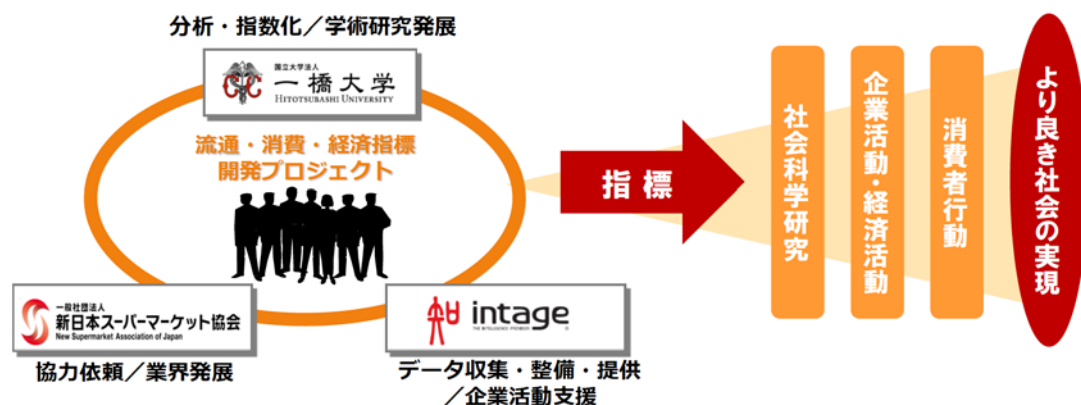 分析・指数化／学術研究発展
国立大学法人
一橋大学
HITOTSUBASHI UNIVERSITY
流通・消費・経済指標
開発プロジェクト
一般社団法人
新日本スーパーマーケット協会
New Supermarket Association of Japan
協力依頼／業界発展
知 intage
THE INTELLIGENCE PROVIDER
データ収集・整備・提供
／企業活動支援
指標
社会科学研究
企業活動・経済活動
消費者行動
より良き社会の実現